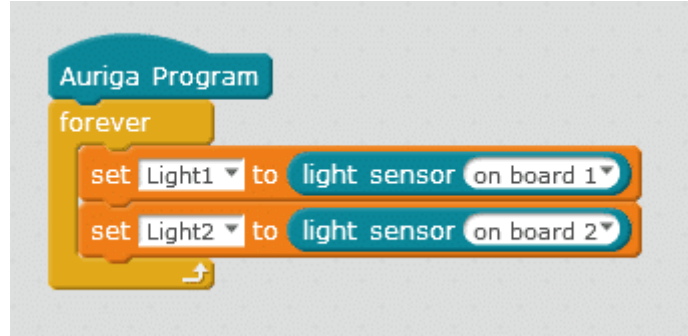 Auriga Program
forever
set Light1 to light sensor on board 1
set Light2 to light sensor on board 2